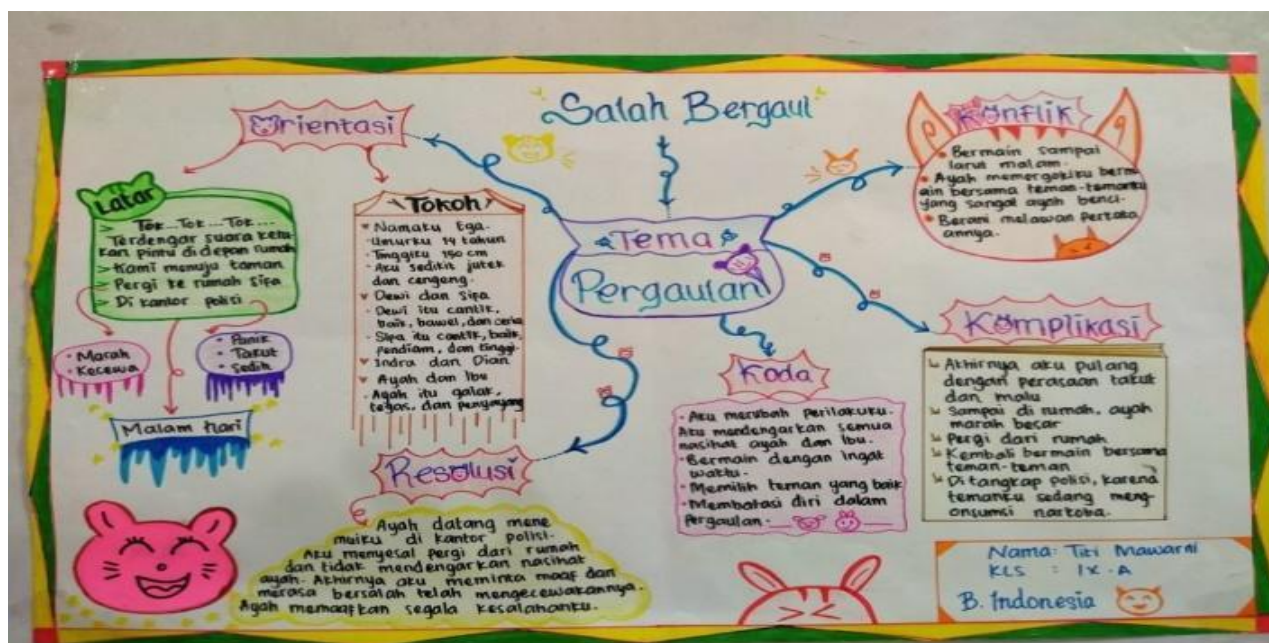 Salah Bergaul
Tema
Pergaulan
Orientasi
Latar
> Tok...Tok...Tok...
Terdengar suara ketu-
kan pintu di depan rumah
> Kami menuju taman
> Pergi ke rumah Sifa
> Di kantor polisi
• Marah
• Kecewa
• Panik
• Takut
• Sedih
Malam hari
Tokoh
Namaku Ega.
- Umurku 14 tahun
- Tinggiku 150 cm
- Aku sedikit jutek
dan cengeng.
Dewi dan Sifa
Dewi itu cantik,
baik, bawel, dan ceria
Sifa itu cantik, baik,
pendiam, dan tinggi.
Indra dan Dian
Ayah dan Ibu
- Ayah itu galak,
tegas, dan penyayang
Konflik
• Bermain sampai
larut malam.
• Ayah memergokiku berm
ain bersama teman-temanku
yang sangat ayah benci.
• Berani melawan perkata
annya.
Komplikasi
Akhirnya aku pulang
dengan perasaan takut
dan malu
Sampai di rumah, ayah
marah besar
Pergi dari rumah
Kembali bermain bersama
teman-teman
Ditangkap polisi, karena
temanku sedang meng-
onsumsi narkoba.
Resolusi
Ayah datang mene
muiku di kantor polisi.
Aku menyesal pergi dari rumah
dan tidak mendengarkan nasihat
ayah. Akhirnya aku meminta maaf dan
merasa bersalah telah mengecewakannya.
Ayah memaafkan segala kesalahanku.
Koda
- Aku merubah perilakuku.
Aku mendengarkan semua
nasihat ayah dan Ibu.
- Bermain dengan ingat
waktu.
- Memilih teman yang baik
- Membatasi diri dalam
pergaulan.
Nama: Titi Mawarni
KLS : IX.A
B. Indonesia